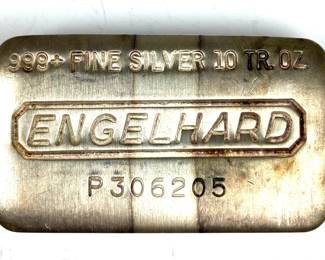 999+ FINE SILVER 10 TR. OZ
ENGELHARD
P306205